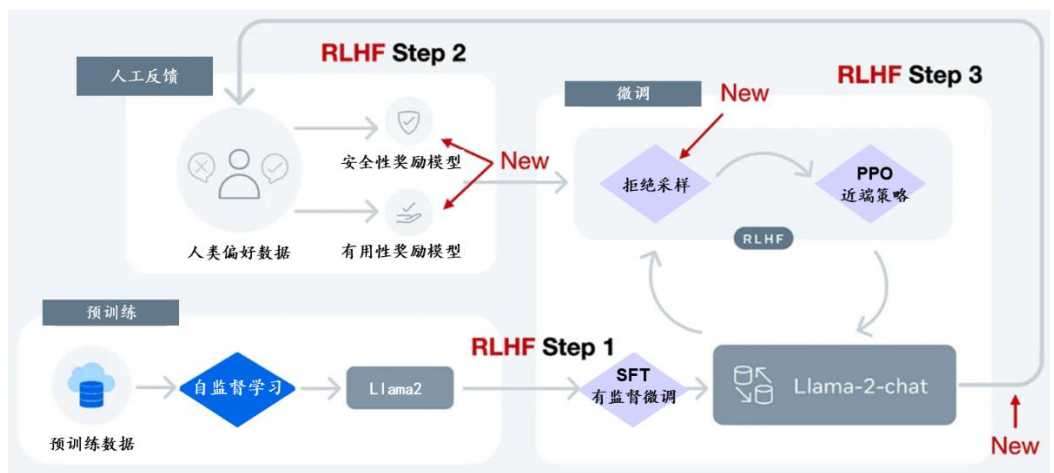 RLHF Step 2
人工反馈
RLHF Step 3
微调
New
安全性奖励模型
New
拒绝采样
PPO
近端策略
RLHF
人类偏好数据
有用性奖励模型
预训练
RLHF Step 1
自监督学习
Llama2
SFT
有监督微调
Llama-2-chat
预训练数据
New